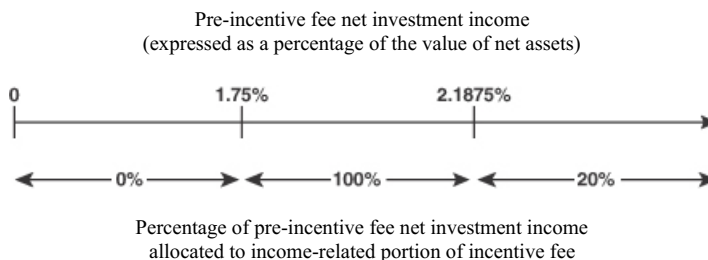 Pre-incentive fee net investment income
(expressed as a percentage of the value of net assets)
0 1.75% 2.1875%
0% 100% 20%
Percentage of pre-incentive fee net investment income
allocated to income-related portion of incentive fee